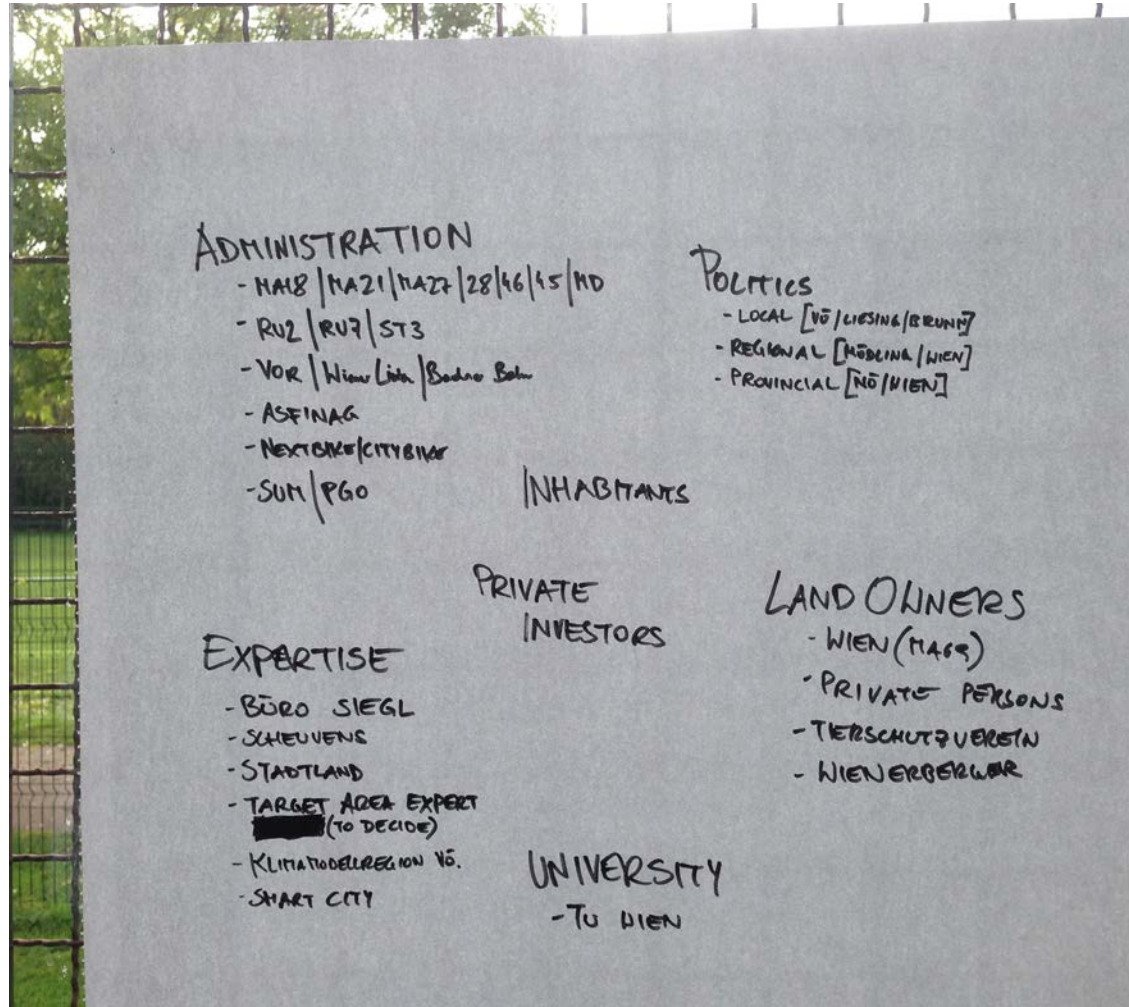 ADMINISTRATION
- MA18 | MA21 | MA27 | 28 | 46 | 45 | MD
- RU2 | RU7 | ST3
- VOR | Wiener Linien | Badner Bahn
- ASFINAG
- NEXTBIKE/CITYBIKE
- SUM | PGO
POLITICS
- LOCAL [VÖ/LIESING/BRUNN]
- REGIONAL [MÖDLING/WIEN]
- PROVINCIAL [NÖ/WIEN]
INHABITANTS
PRIVATE
INVESTORS
LAND OWNERS
- WIEN (MA69)
- PRIVATE PERSONS
- TIERSCHUTZVEREIN
- WIENERBERGER
EXPERTISE
- BÜRO SIEGL
- SCHEUVENS
- STADTLAND
- TARGET AREA EXPERT
(TO DECIDE)
- KLIMAMODELLREGION VÖ.
- SMART CITY
UNIVERSITY
- TU WIEN